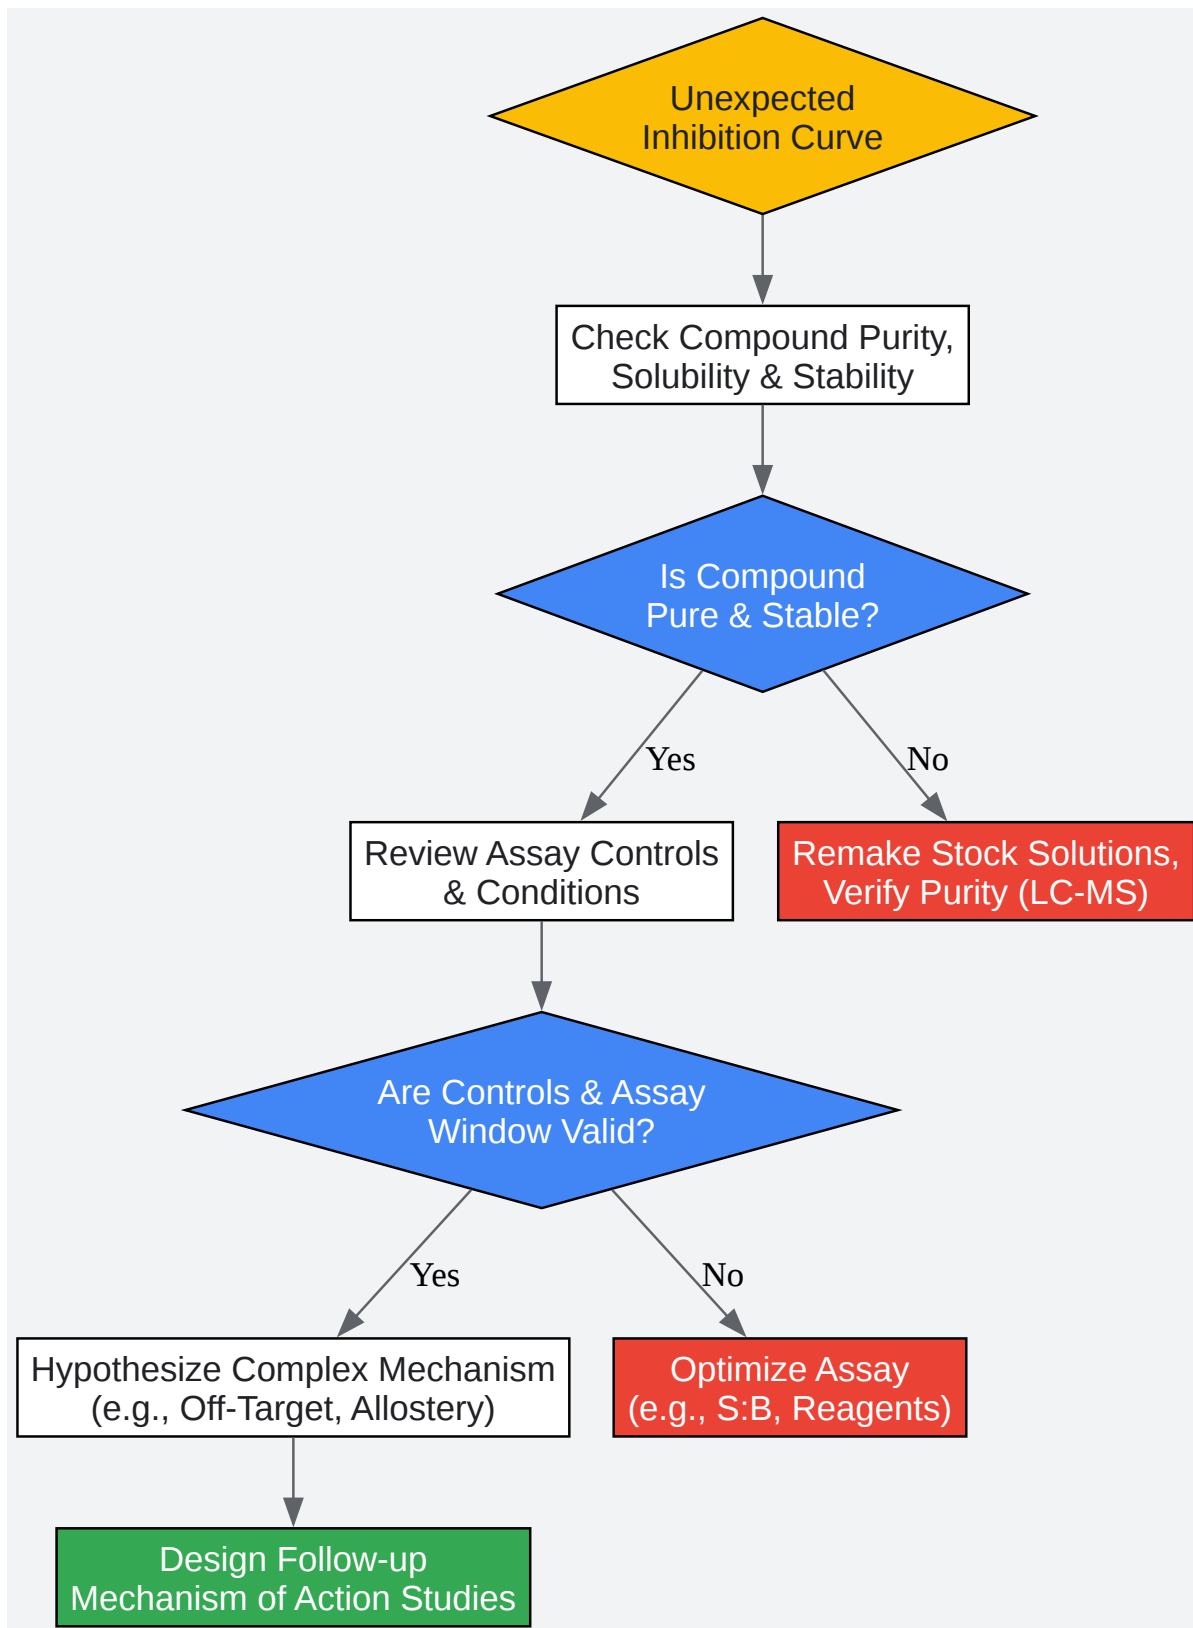 Unexpected
Inhibition Curve
Check Compound Purity,
Solubility & Stability
Is Compound
Pure & Stable?
Yes
No
Review Assay Controls
& Conditions
Remake Stock Solutions,
Verify Purity (LC-MS)
Are Controls & Assay
Window Valid?
Yes
No
Hypothesize Complex Mechanism
(e.g., Off-Target, Allostery)
Optimize Assay
(e.g., S:B, Reagents)
Design Follow-up
Mechanism of Action Studies